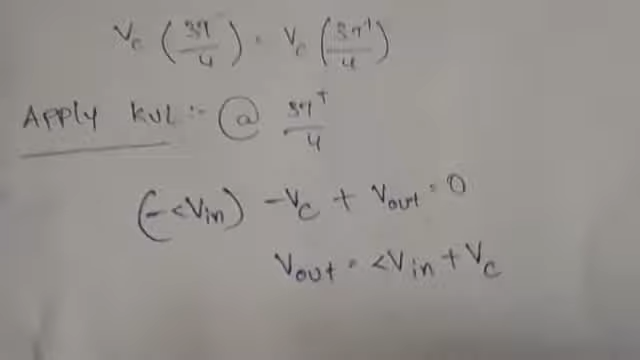 Vc (3π/4) = Vc (3π⁺/4)
Apply KVL :- @ 3π⁺/4
(-<Vin) - Vc + Vout = 0
Vout = <Vin + Vc